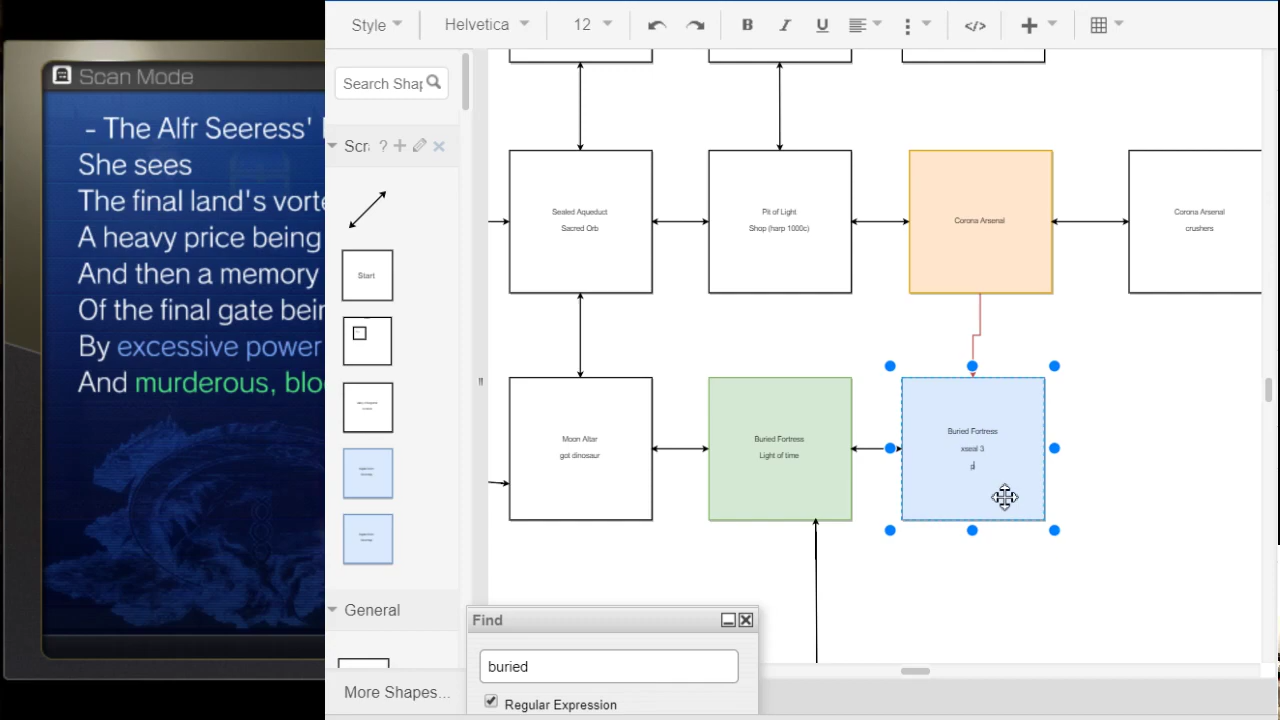 Scan Mode
- The Alfr Seeress'
She sees
The final land's vorte
A heavy price being
And then a memory
Of the final gate bein
By excessive power
And murderous, bloo
Style
Helvetica
12
B I U
</>
Search Shap
Scra
?
Start
General
More Shapes...
Sealed Aqueduct
Sacred Orb
Pit of Light
Shop (harp 1000c)
Corona Arsenal
Corona Arsenal
crushers
Moon Altar
got dinosaur
Buried Fortress
Light of time
Buried Fortress
xseal 3
p
Find
buried
Regular Expression